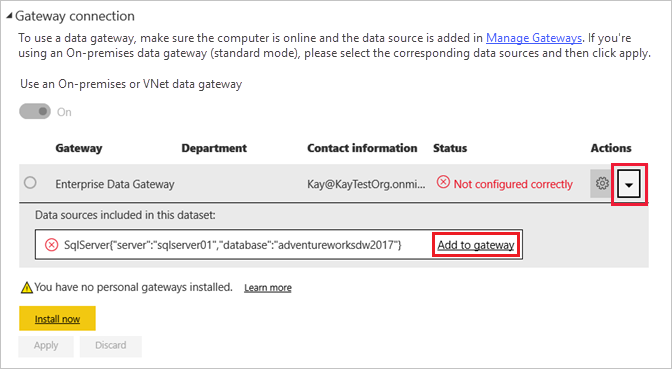 Gateway connection
To use a data gateway, make sure the computer is online and the data source is added in Manage Gateways. If you're
using an On-premises data gateway (standard mode), please select the corresponding data sources and then click apply.
Use an On-premises or VNet data gateway
On
Gateway Department Contact information Status Actions
Enterprise Data Gateway Kay@KayTestOrg.onmi... Not configured correctly
Data sources included in this dataset:
SqlServer{"server":"sqlserver01","database":"adventureworksdw2017"} Add to gateway
You have no personal gateways installed. Learn more
Install now
Apply Discard